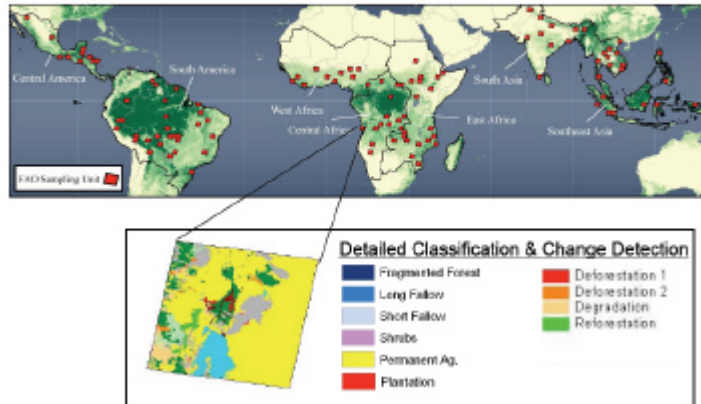 Central America
South America
West Africa
Central Africa
East Africa
South Asia
Southeast Asia
FAO Sampling Unit
Detailed Classification & Change Detection
Fragmented Forest
Long Fallow
Short Fallow
Shrubs
Permanent Ag.
Plantation
Deforestation 1
Deforestation 2
Degradation
Reforestation